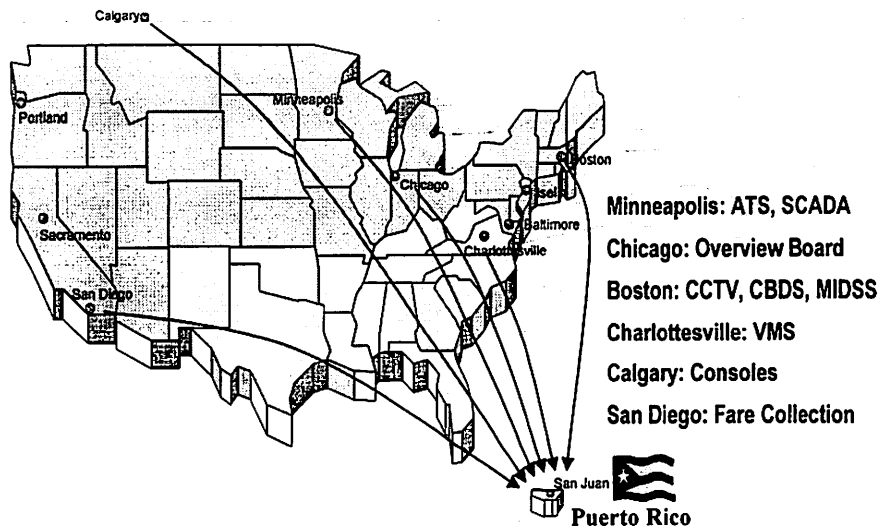 Calgary
Minneapolis
Portland
Boston
Chicago
Iselin
Baltimore
Sacramento
Charlottesville
San Diego
Minneapolis: ATS, SCADA
Chicago: Overview Board
Boston: CCTV, CBDS, MIDSS
Charlottesville: VMS
Calgary: Consoles
San Diego: Fare Collection
San Juan
Puerto Rico